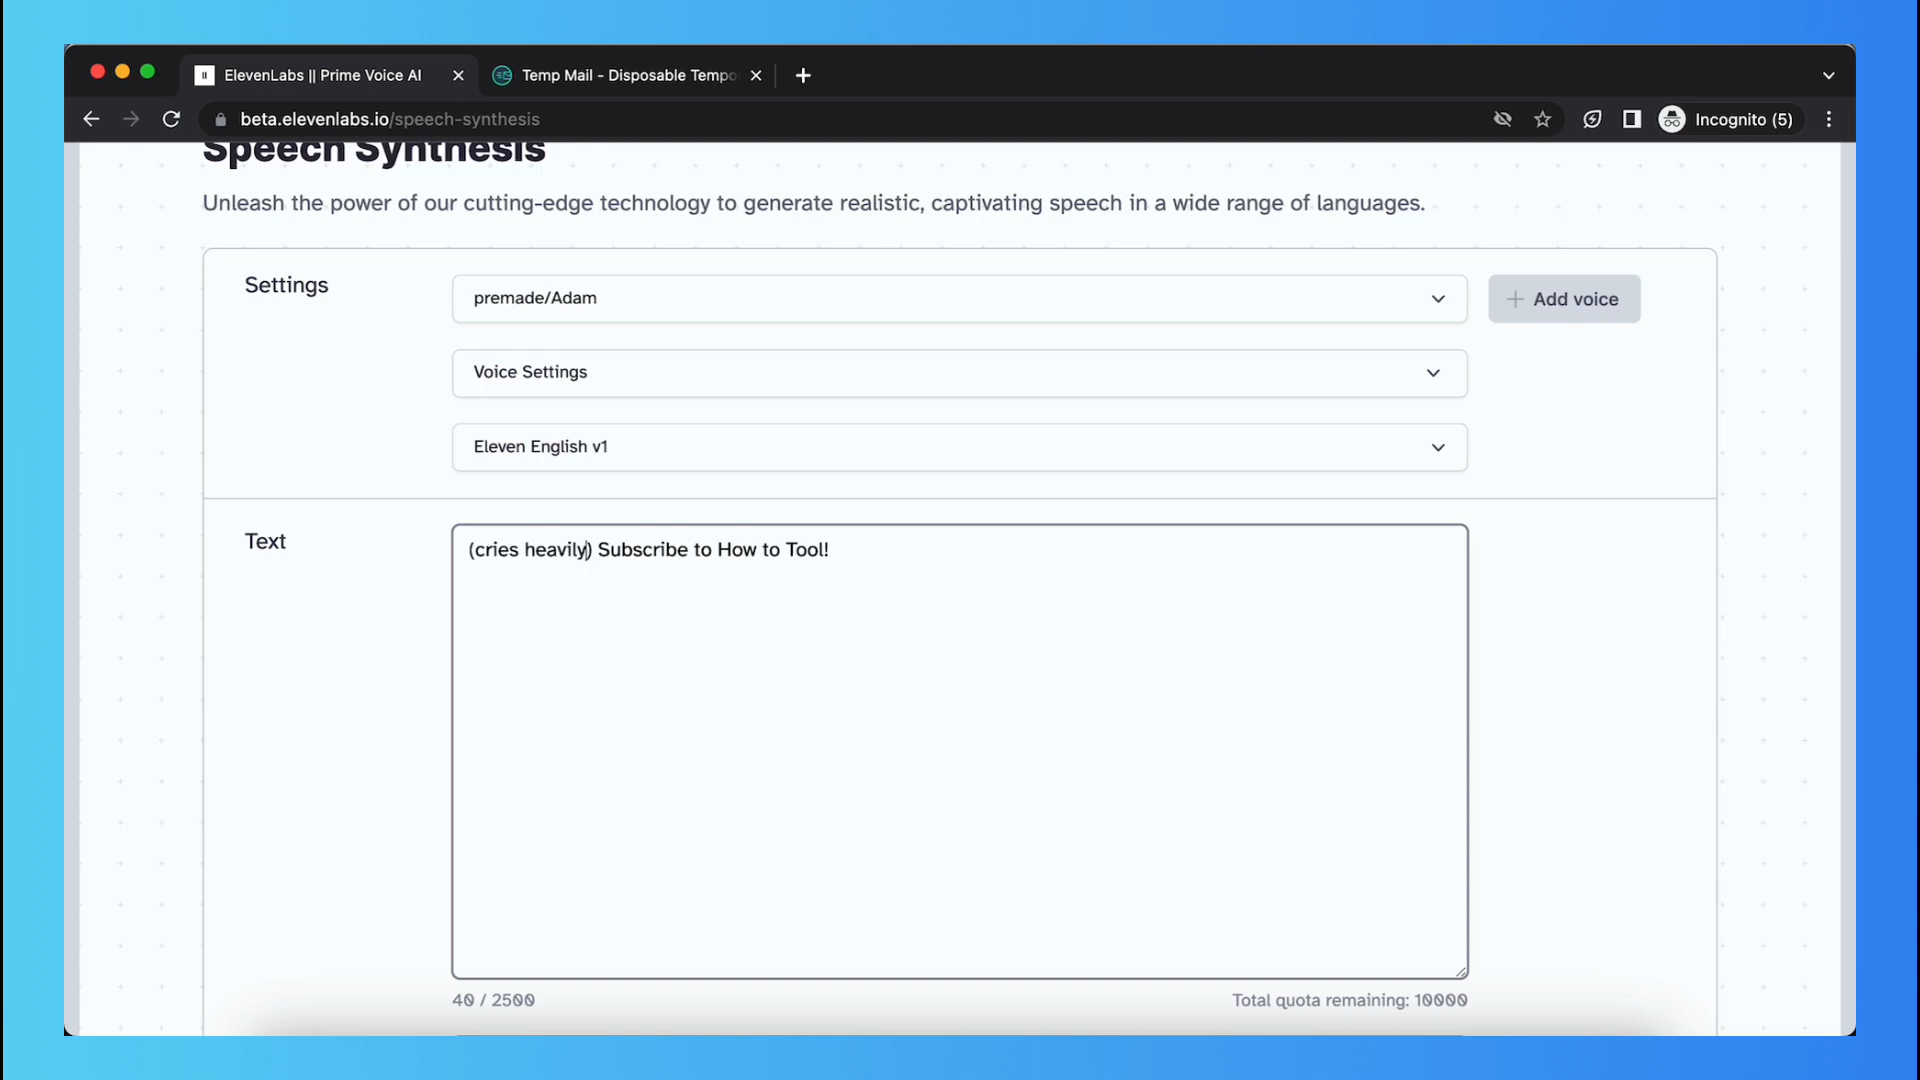 ElevenLabs || Prime Voice AI
Temp Mail - Disposable Tempo
beta.elevenlabs.io/speech-synthesis
Incognito (5)
Speech Synthesis
Unleash the power of our cutting-edge technology to generate realistic, captivating speech in a wide range of languages.
Settings
premade/Adam
Add voice
Voice Settings
Eleven English v1
Text
(cries heavily) Subscribe to How to Tool!
40 / 2500
Total quota remaining: 10000